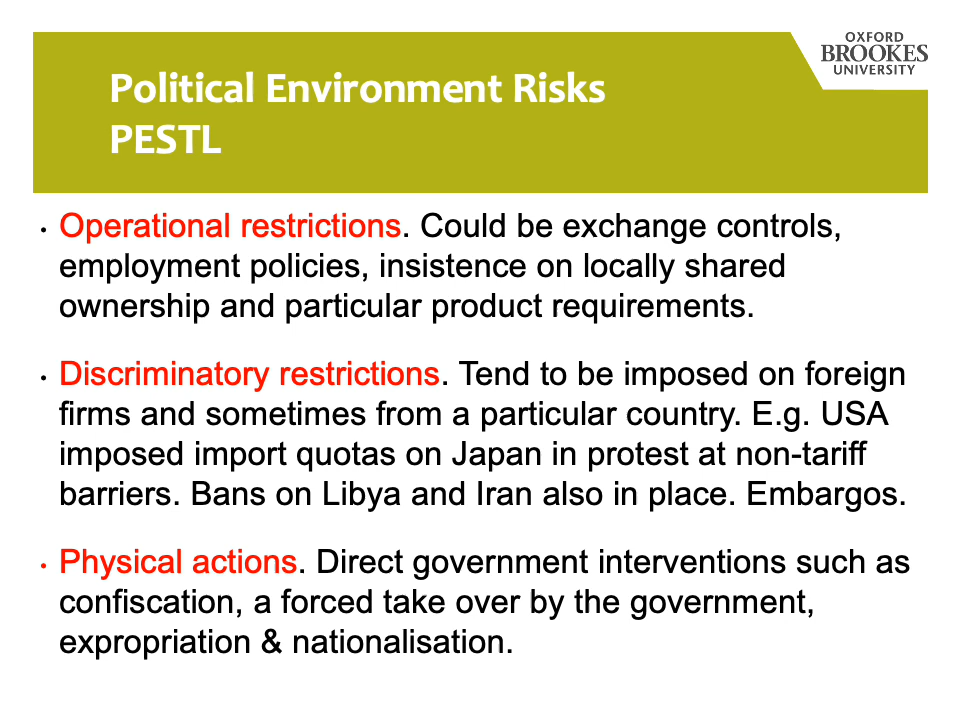 OXFORD
BROOKES
UNIVERSITY
Political Environment Risks
PESTL
• Operational restrictions. Could be exchange controls,
employment policies, insistence on locally shared
ownership and particular product requirements.
• Discriminatory restrictions. Tend to be imposed on foreign
firms and sometimes from a particular country. E.g. USA
imposed import quotas on Japan in protest at non-tariff
barriers. Bans on Libya and Iran also in place. Embargos.
• Physical actions. Direct government interventions such as
confiscation, a forced take over by the government,
expropriation & nationalisation.